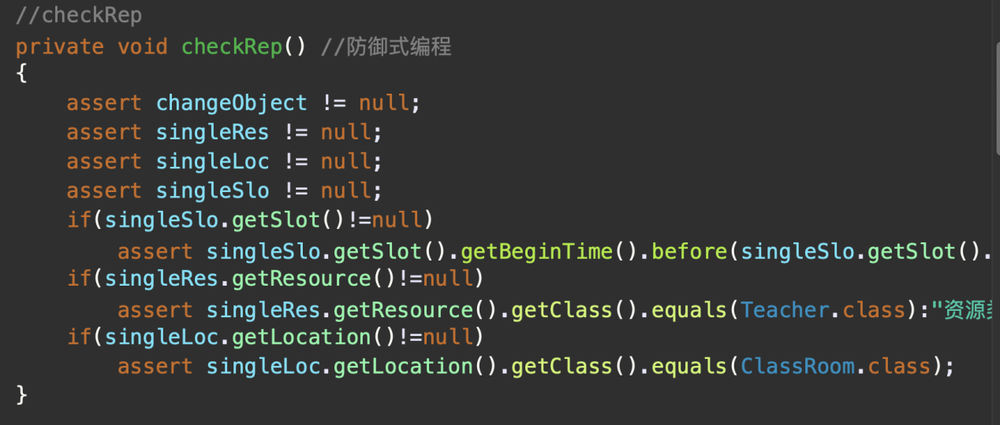 //checkRep
private void checkRep() //防御式编程
{
    assert changeObject != null;
    assert singleRes != null;
    assert singleLoc != null;
    assert singleSlo != null;
    if(singleSlo.getSlot()!=null)
        assert singleSlo.getSlot().getBeginTime().before(singleSlo.getSlot().
    if(singleRes.getResource()!=null)
        assert singleRes.getResource().getClass().equals(Teacher.class):"资源
    if(singleLoc.getLocation()!=null)
        assert singleLoc.getLocation().getClass().equals(ClassRoom.class);
}